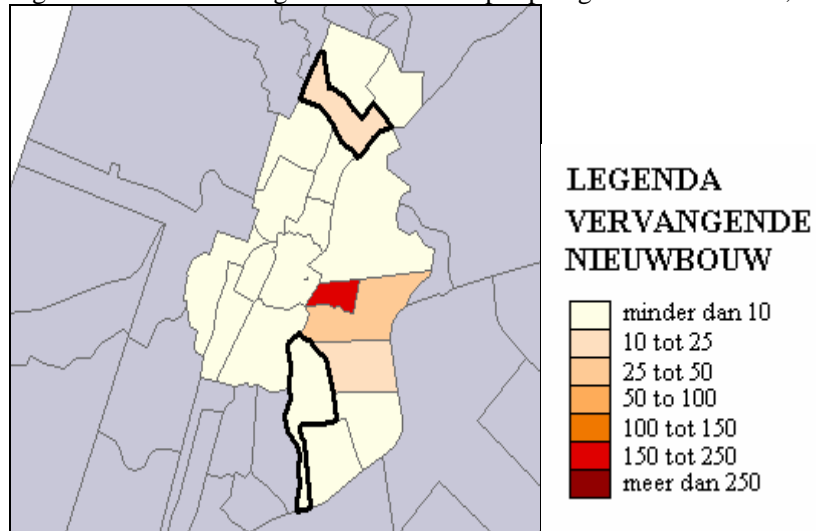 LEGENDA
VERVANGENDE
NIEUWBOUW
minder dan 10
10 tot 25
25 tot 50
50 to 100
100 tot 150
150 tot 250
meer dan 250